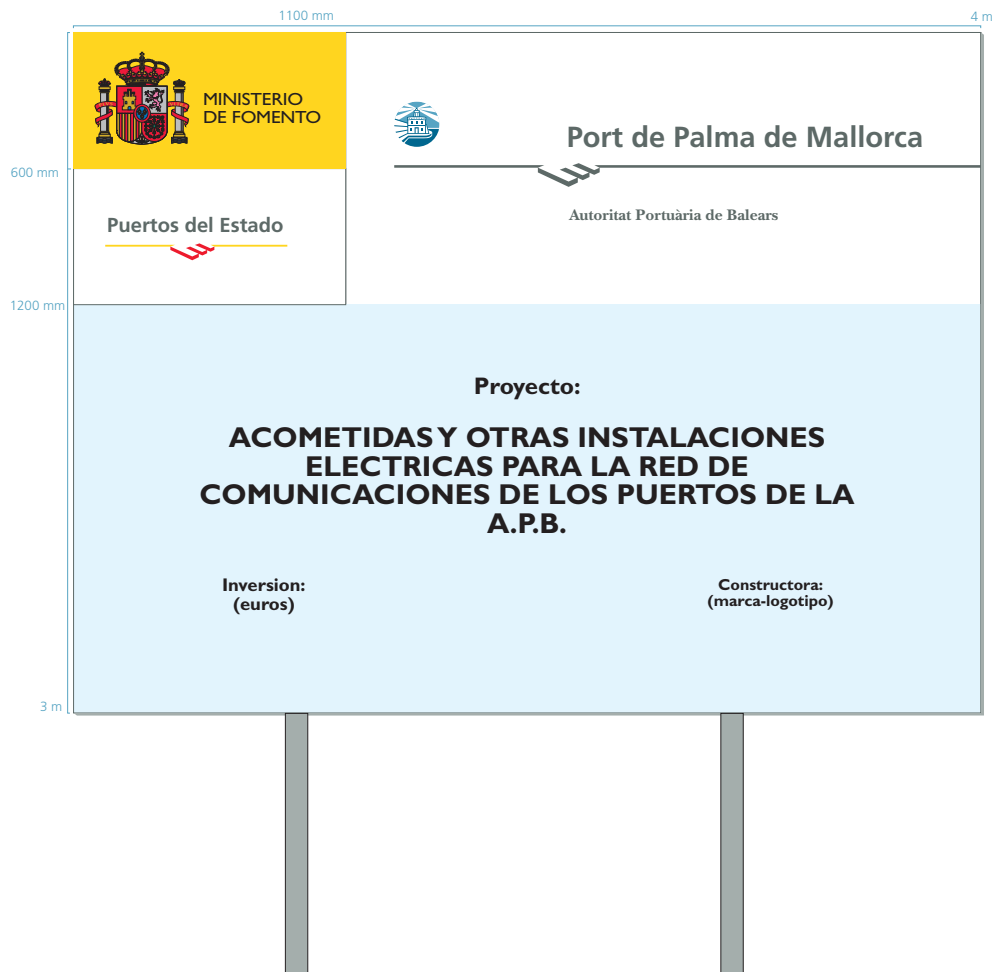 1100 mm
4 m
MINISTERIO
DE FOMENTO
Port de Palma de Mallorca
600 mm
Puertos del Estado
Autoritat Portuària de Balears
1200 mm
Proyecto:
ACOMETIDAS Y OTRAS INSTALACIONES
ELECTRICAS PARA LA RED DE
COMUNICACIONES DE LOS PUERTOS DE LA
A.P.B.
Inversion:
(euros)
Constructora:
(marca-logotipo)
3 m